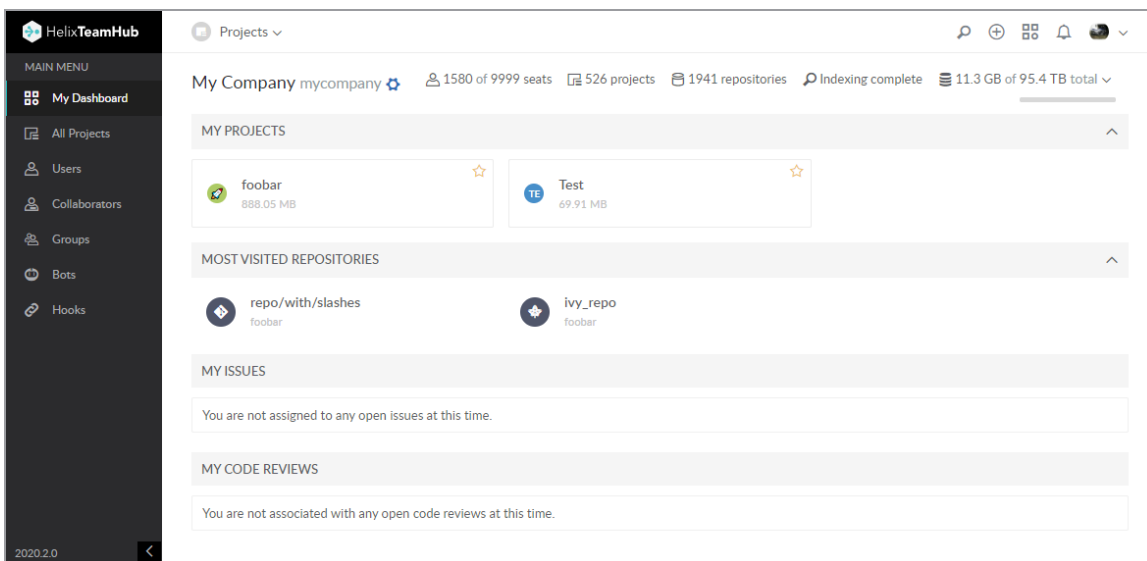 HelixTeamHub
Projects
MAIN MENU
My Dashboard
All Projects
Users
Collaborators
Groups
Bots
Hooks
2020.2.0
My Company mycompany
1580 of 9999 seats
526 projects
1941 repositories
Indexing complete
11.3 GB of 95.4 TB total
MY PROJECTS
foobar
888.05 MB
TE
Test
69.91 MB
MOST VISITED REPOSITORIES
repo/with/slashes
foobar
ivy_repo
foobar
MY ISSUES
You are not assigned to any open issues at this time.
MY CODE REVIEWS
You are not associated with any open code reviews at this time.